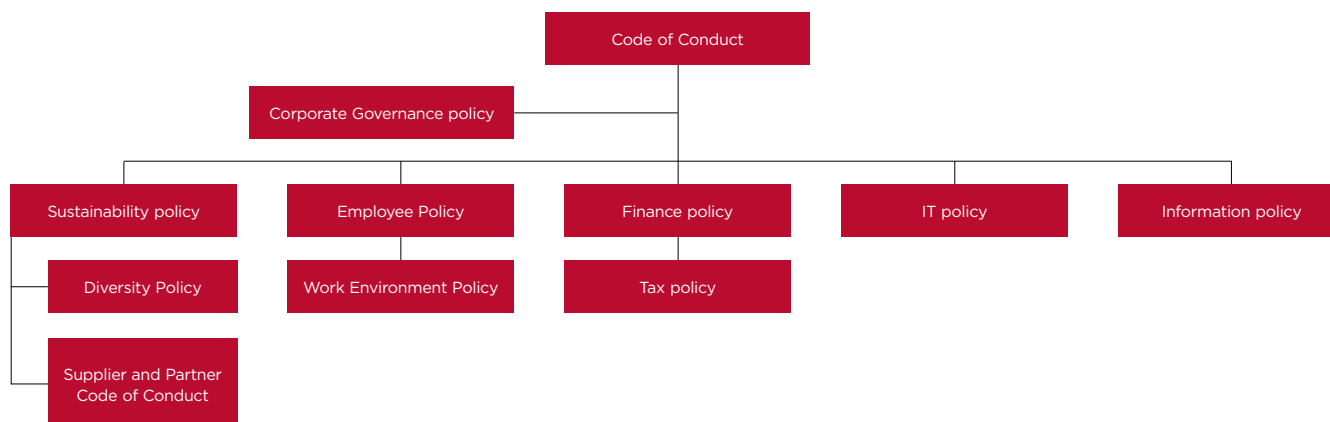 Code of Conduct
Corporate Governance policy
Sustainability policy
Employee Policy
Finance policy
IT policy
Information policy
Diversity Policy
Work Environment Policy
Tax policy
Supplier and Partner
Code of Conduct